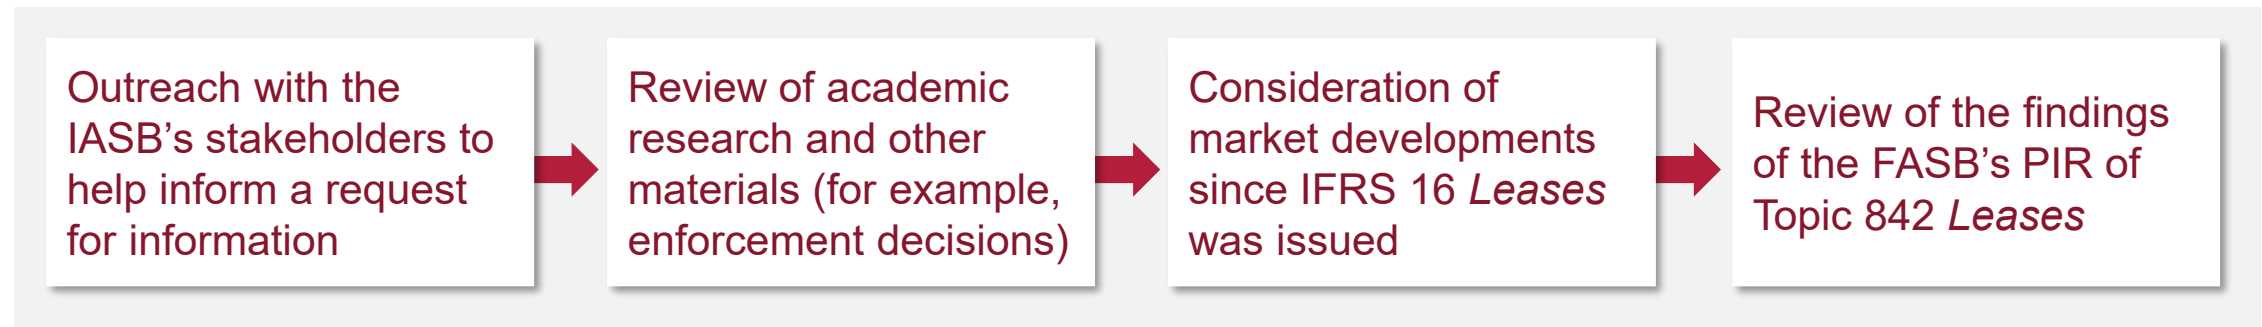 Outreach with the
IASB’s stakeholders to
help inform a request
for information
Review of academic
research and other
materials (for example,
enforcement decisions)
Consideration of
market developments
since IFRS 16 Leases
was issued
Review of the findings
of the FASB’s PIR of
Topic 842 Leases